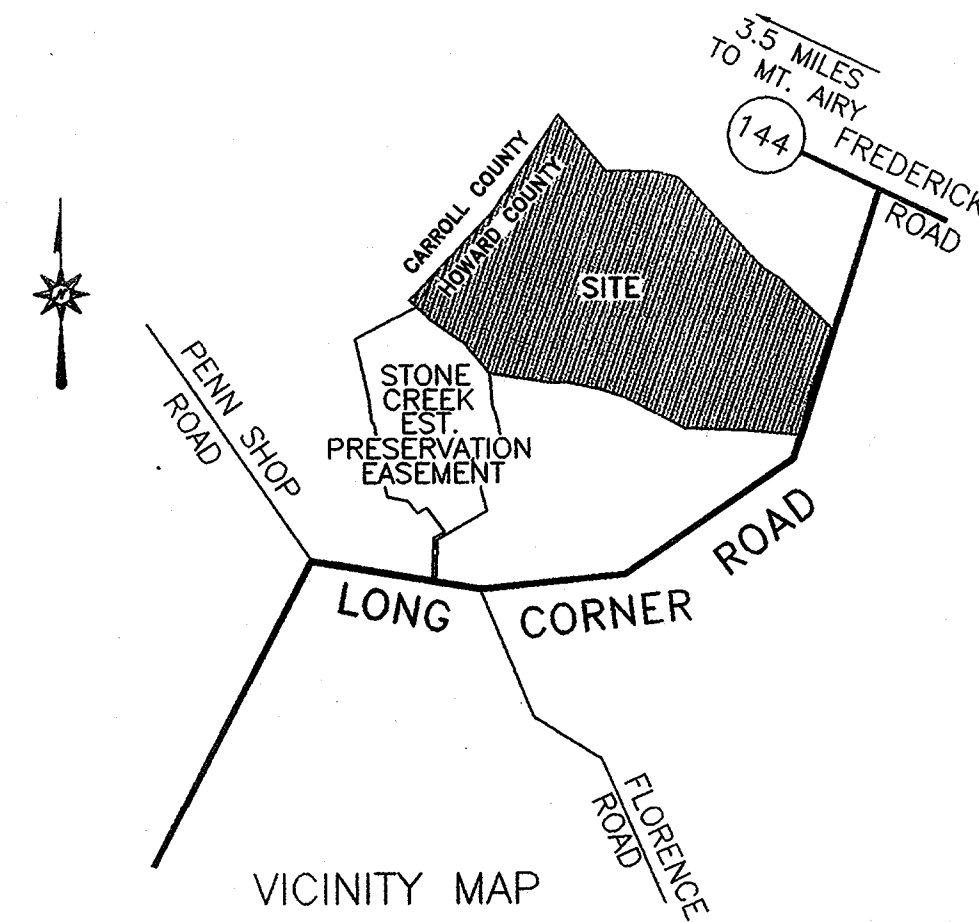 3.5 MILES
TO MT. AIRY
144
FREDERICK
ROAD
CARROLL COUNTY
HOWARD COUNTY
SITE
PENN SHOP
ROAD
STONE
CREEK
EST.
PRESERVATION
EASEMENT
LONG CORNER ROAD
FLORENCE
ROAD
VICINITY MAP